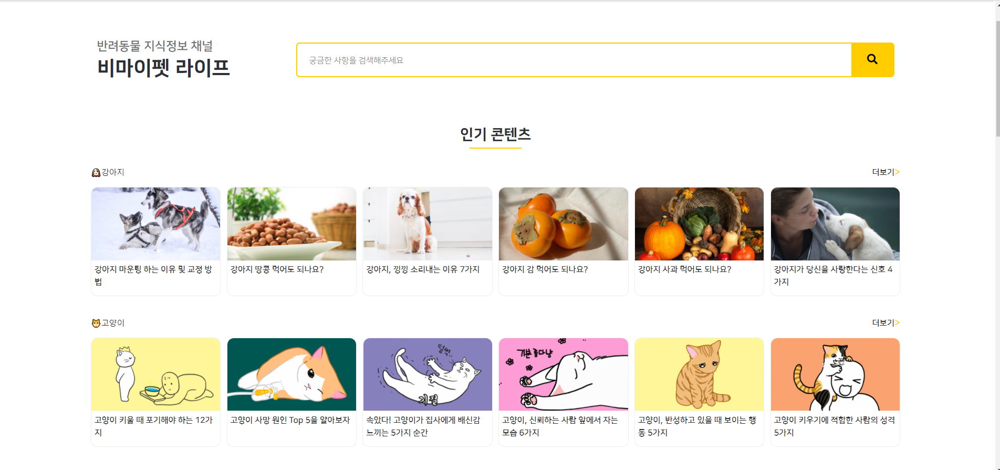 반려동물 지식정보 채널
비마이펫 라이프
궁금한 사항을 검색해주세요
인기 콘텐츠
강아지
더보기>
강아지 마운팅 하는 이유 및 교정 방
법
강아지 땅콩 먹어도 되나요?
강아지, 낑낑 소리내는 이유 7가지
강아지 감 먹어도 되나요?
강아지 사과 먹어도 되나요?
강아지가 당신을 사랑한다는 신호 4
가지
고양이
더보기>
집사
털썩
기절
기분 좋다냥
고양이 키울 때 포기해야 하는 12가
지
고양이 사망 원인 Top 5을 알아보자
속았다! 고양이가 집사에게 배신감
느끼는 5가지 순간
고양이, 신뢰하는 사람 앞에서 자는
모습 6가지
고양이, 반성하고 있을 때 보이는 행
동 5가지
고양이 키우기에 적합한 사람의 성격
5가지